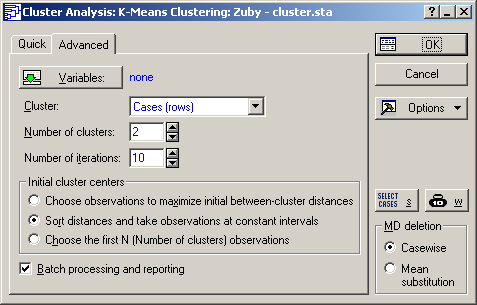 Cluster Analysis: K-Means Clustering: Zuby - cluster.sta
Quick Advanced
Variables: none
Cluster: Cases (rows)
Number of clusters: 2
Number of iterations: 10
Initial cluster centers
Choose observations to maximize initial between-cluster distances
Sort distances and take observations at constant intervals
Choose the first N (Number of clusters) observations
Batch processing and reporting
OK
Cancel
Options
SELECT CASES S
W
MD deletion
Casewise
Mean
substitution